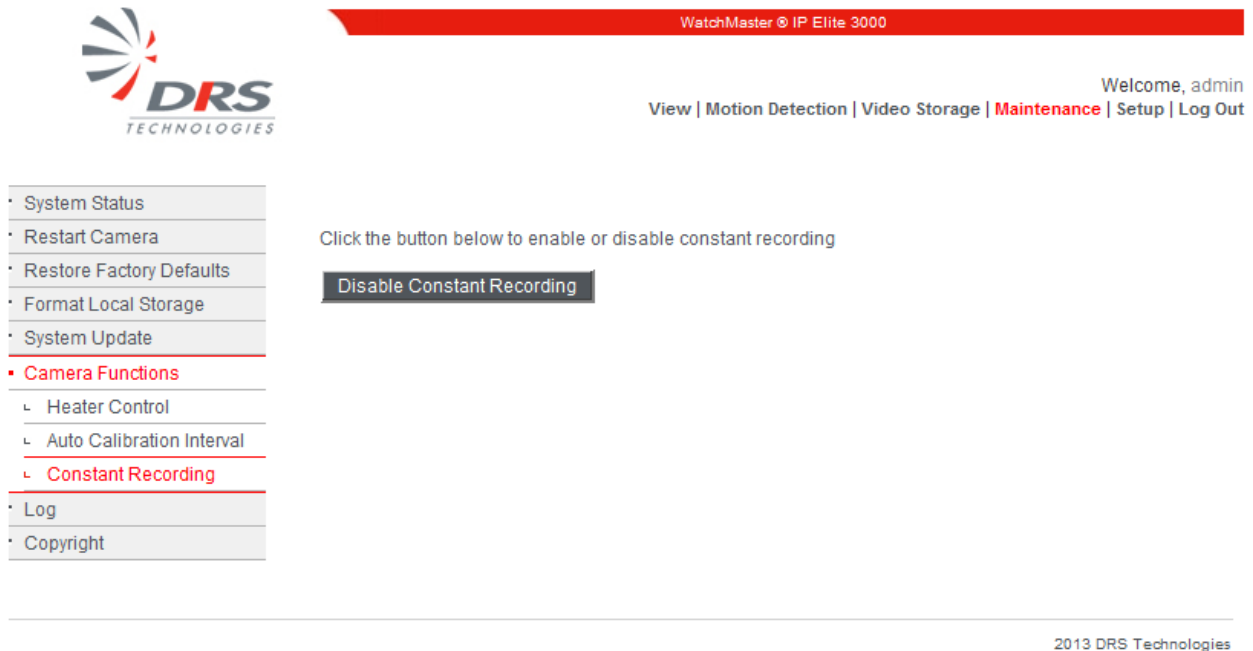 DRS
TECHNOLOGIES
WatchMaster ® IP Elite 3000
Welcome, admin
View | Motion Detection | Video Storage | Maintenance | Setup | Log Out
System Status
Restart Camera
Restore Factory Defaults
Format Local Storage
System Update
Camera Functions
Heater Control
Auto Calibration Interval
Constant Recording
Log
Copyright
Click the button below to enable or disable constant recording
Disable Constant Recording
2013 DRS Technologies